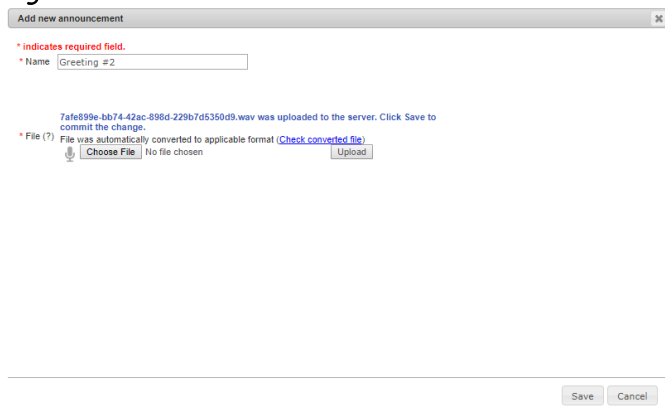 Add new announcement
* indicates required field.
* Name Greeting #2
7afe899e-bb74-42ac-898d-229b7d5350d9.wav was uploaded to the server. Click Save to
commit the change.
* File (?) File was automatically converted to applicable format (Check converted file)
Choose File No file chosen Upload
Save Cancel